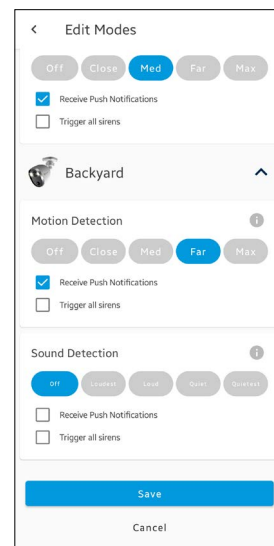 Edit Modes
Off Close Med Far Max
Receive Push Notifications
Trigger all sirens
Backyard
Motion Detection
Off Close Med Far Max
Receive Push Notifications
Trigger all sirens
Sound Detection
Off Loudest Loud Quiet Quietest
Receive Push Notifications
Trigger all sirens
Save
Cancel